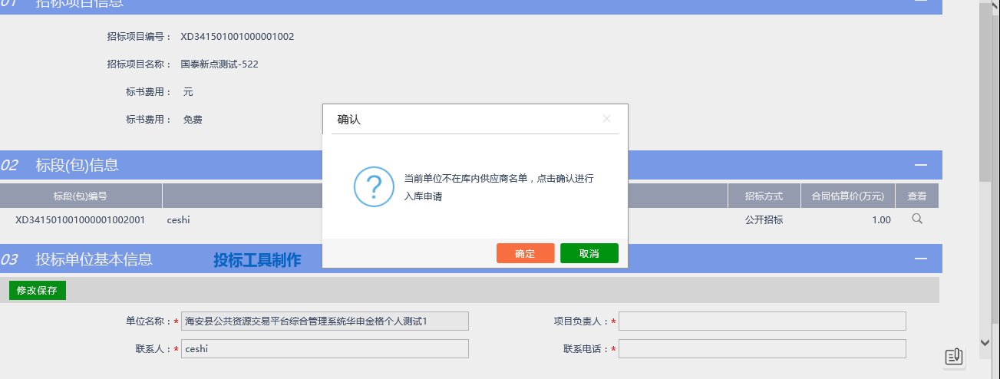 01 招标项目信息
招标项目编号： XD341501001000001002
招标项目名称： 国泰新点测试-522
标书费用： 元
标书费用： 免费
确认
当前单位不在库内供应商名单，点击确认进行
入库申请
确定 取消
02 标段(包)信息
标段(包)编号 招标方式 合同估算价(万元) 查看
XD341501001000001002001 ceshi 公开招标 1.00
03 投标单位基本信息 投标工具制作
修改保存
单位名称：* 海安县公共资源交易平台综合管理系统华申金格个人测试1 项目负责人：*
联系人：* ceshi 联系电话：*